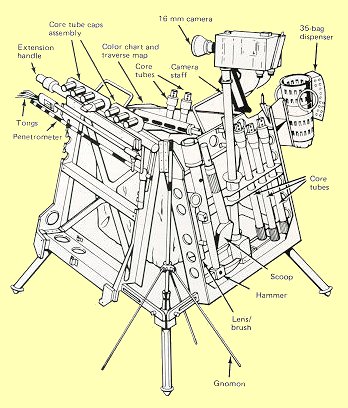 16 mm camera
Core tube caps
assembly
35-bag
dispenser
Extension
handle
Color chart and
traverse map
Core
tubes
Camera
staff
Tongs
Penetrometer
Core
tubes
Scoop
Hammer
Lens/
brush
Gnomon